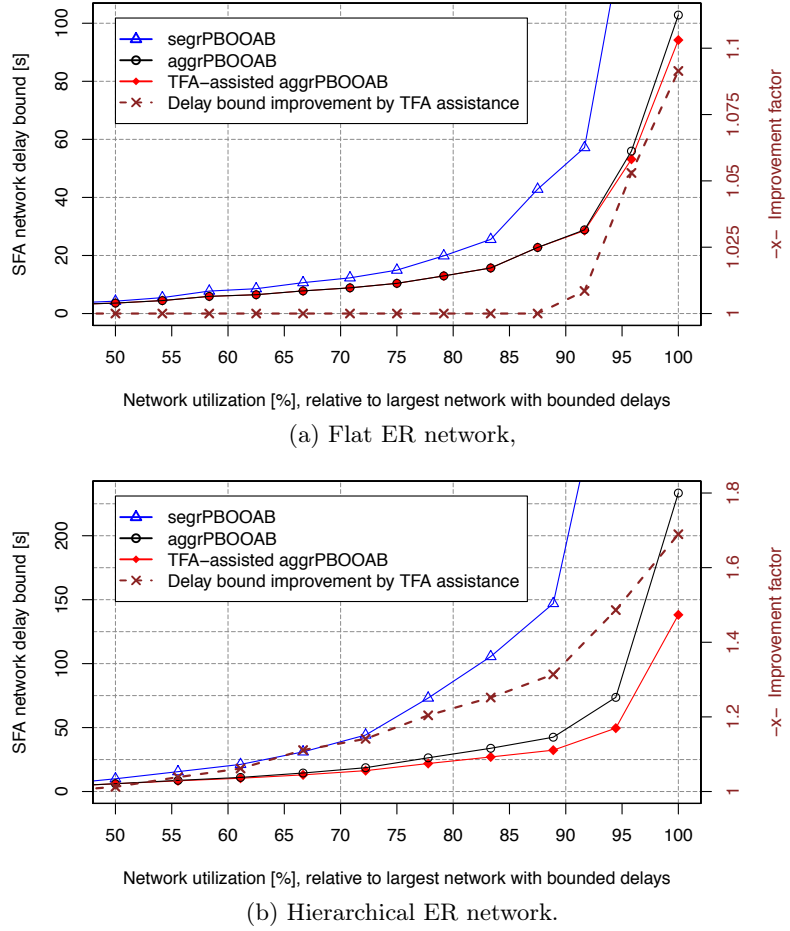 SFA network delay bound [s]
0 20 40 60 80 100
segrPBOOAB
aggrPBOOAB
TFA−assisted aggrPBOOAB
Delay bound improvement by TFA assistance
1 1.025 1.05 1.075 1.1
−x− Improvement factor
50 55 60 65 70 75 80 85 90 95 100
Network utilization [%], relative to largest network with bounded delays
(a) Flat ER network,
SFA network delay bound [s]
0 50 100 150 200
segrPBOOAB
aggrPBOOAB
TFA−assisted aggrPBOOAB
Delay bound improvement by TFA assistance
1 1.2 1.4 1.6 1.8
−x− Improvement factor
50 55 60 65 70 75 80 85 90 95 100
Network utilization [%], relative to largest network with bounded delays
(b) Hierarchical ER network.